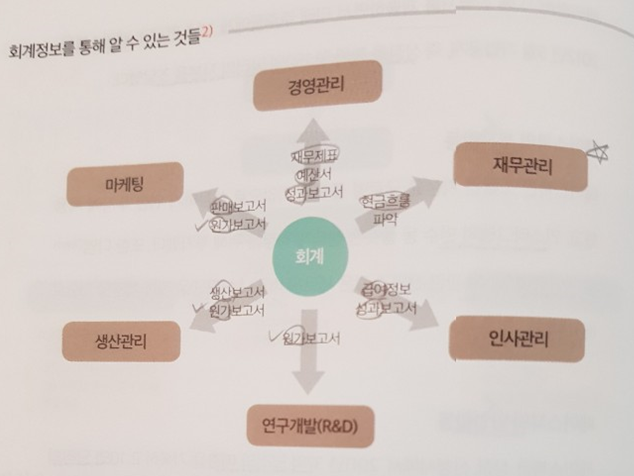 회계정보를 통해 알 수 있는 것들2)
경영관리
재무제표
예산서
성과보고서
마케팅
판매보고서
원가보고서
재무관리
현금흐름
파악
회계
생산보고서
원가보고서
생산관리
급여정보
성과보고서
인사관리
원가보고서
연구개발(R&D)